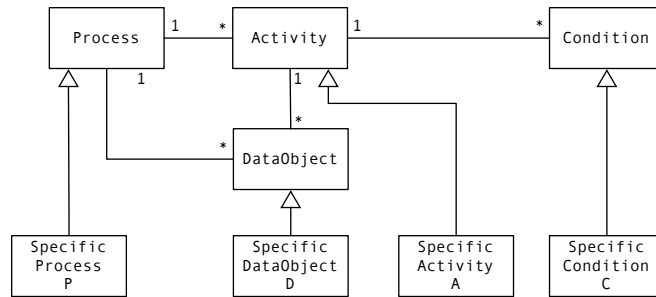 Process
1
*
Activity
1
*
Condition
1
1
*
*
DataObject
Specific
Process
P
Specific
DataObject
D
Specific
Activity
A
Specific
Condition
C